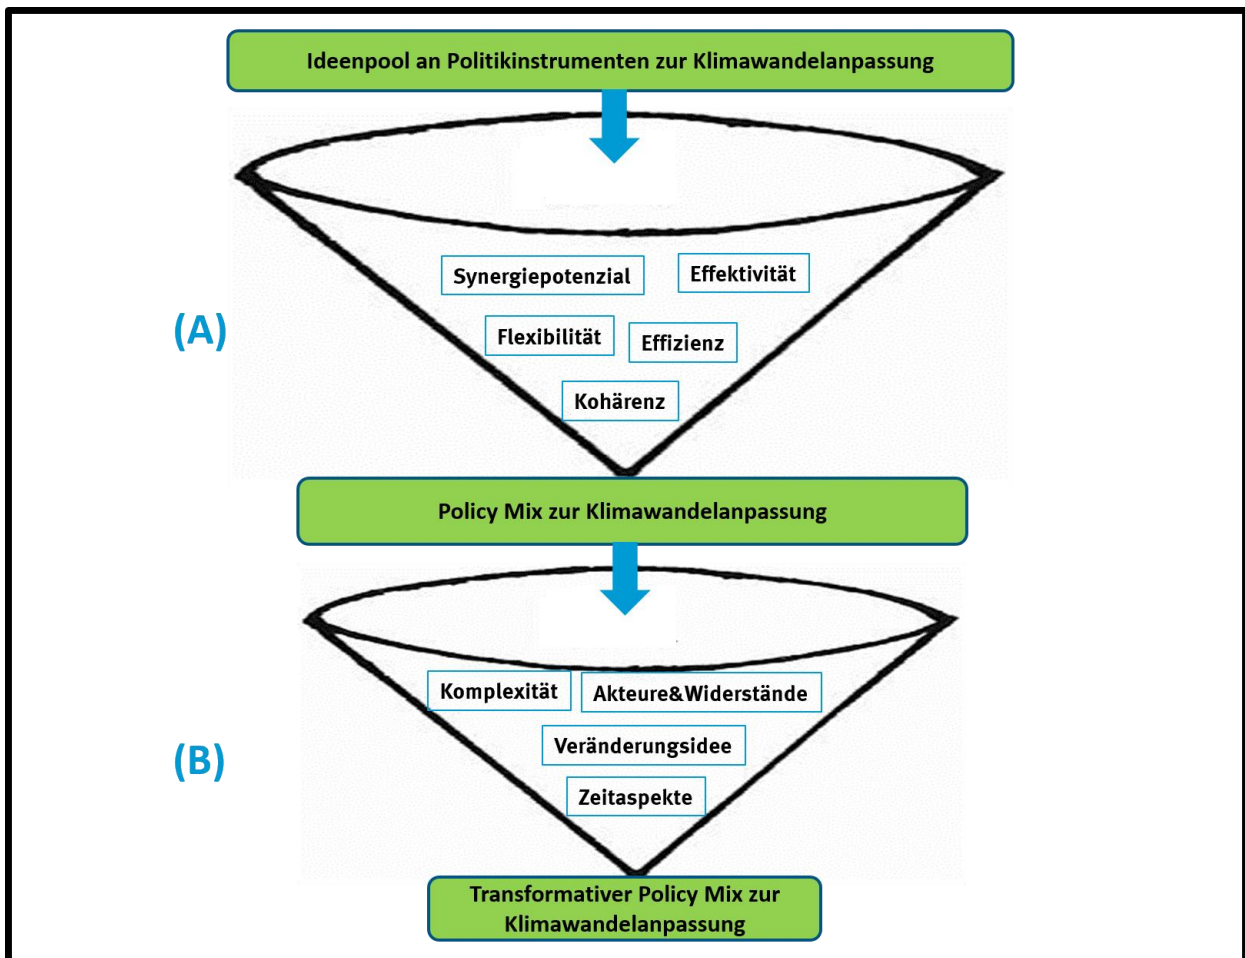 Ideenpool an Politikinstrumenten zur Klimawandelanpassung
Synergiepotenzial
Effektivität
(A)
Flexibilität
Effizienz
Kohärenz
Policy Mix zur Klimawandelanpassung
Komplexität
Akteure&Widerstände
Veränderungsidee
(B)
Zeitaspekte
Transformativer Policy Mix zur
Klimawandelanpassung